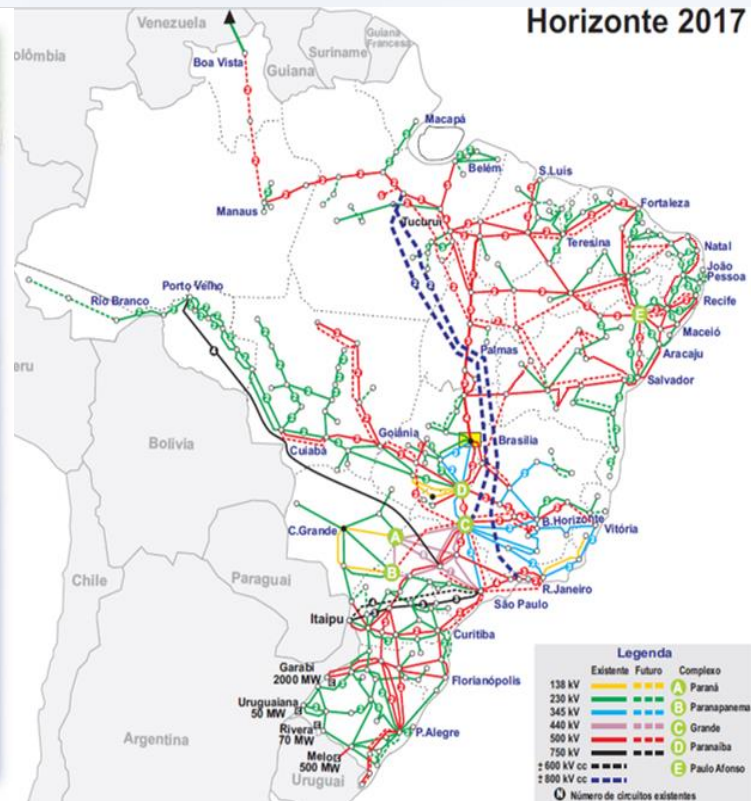 Horizonte 2017
Venezuela
Guiana
Francesa
Suriname
Guiana
olômbia
Boa Vista
Macapá
Belém
S.Luis
Fortaleza
Manaus
Tucuruí
Teresina
Natal
João
Pessoa
Recife
Maceió
Aracaju
Salvador
Porto Velho
Rio Branco
eru
Palmas
Bolívia
Cuiabá
Goiânia
Brasília
B.Horizonte
Vitória
C.Grande
A
B
C
D
E
Chile
Paraguai
R.Janeiro
São Paulo
Itaipu
Curitiba
Garabi
2000 MW
Florianópolis
Uruguaiana
50 MW
Rivera
70 MW
P.Alegre
Melo
500 MW
Argentina
Uruguai
Legenda
Existente Futuro Complexo
138 kV A Paraná
230 kV
345 kV B Paranapanema
440 kV C Grande
500 kV D Paranaíba
750 kV
± 600 kV cc E Paulo Afonso
± 800 kV cc
N Número de circuitos existentes